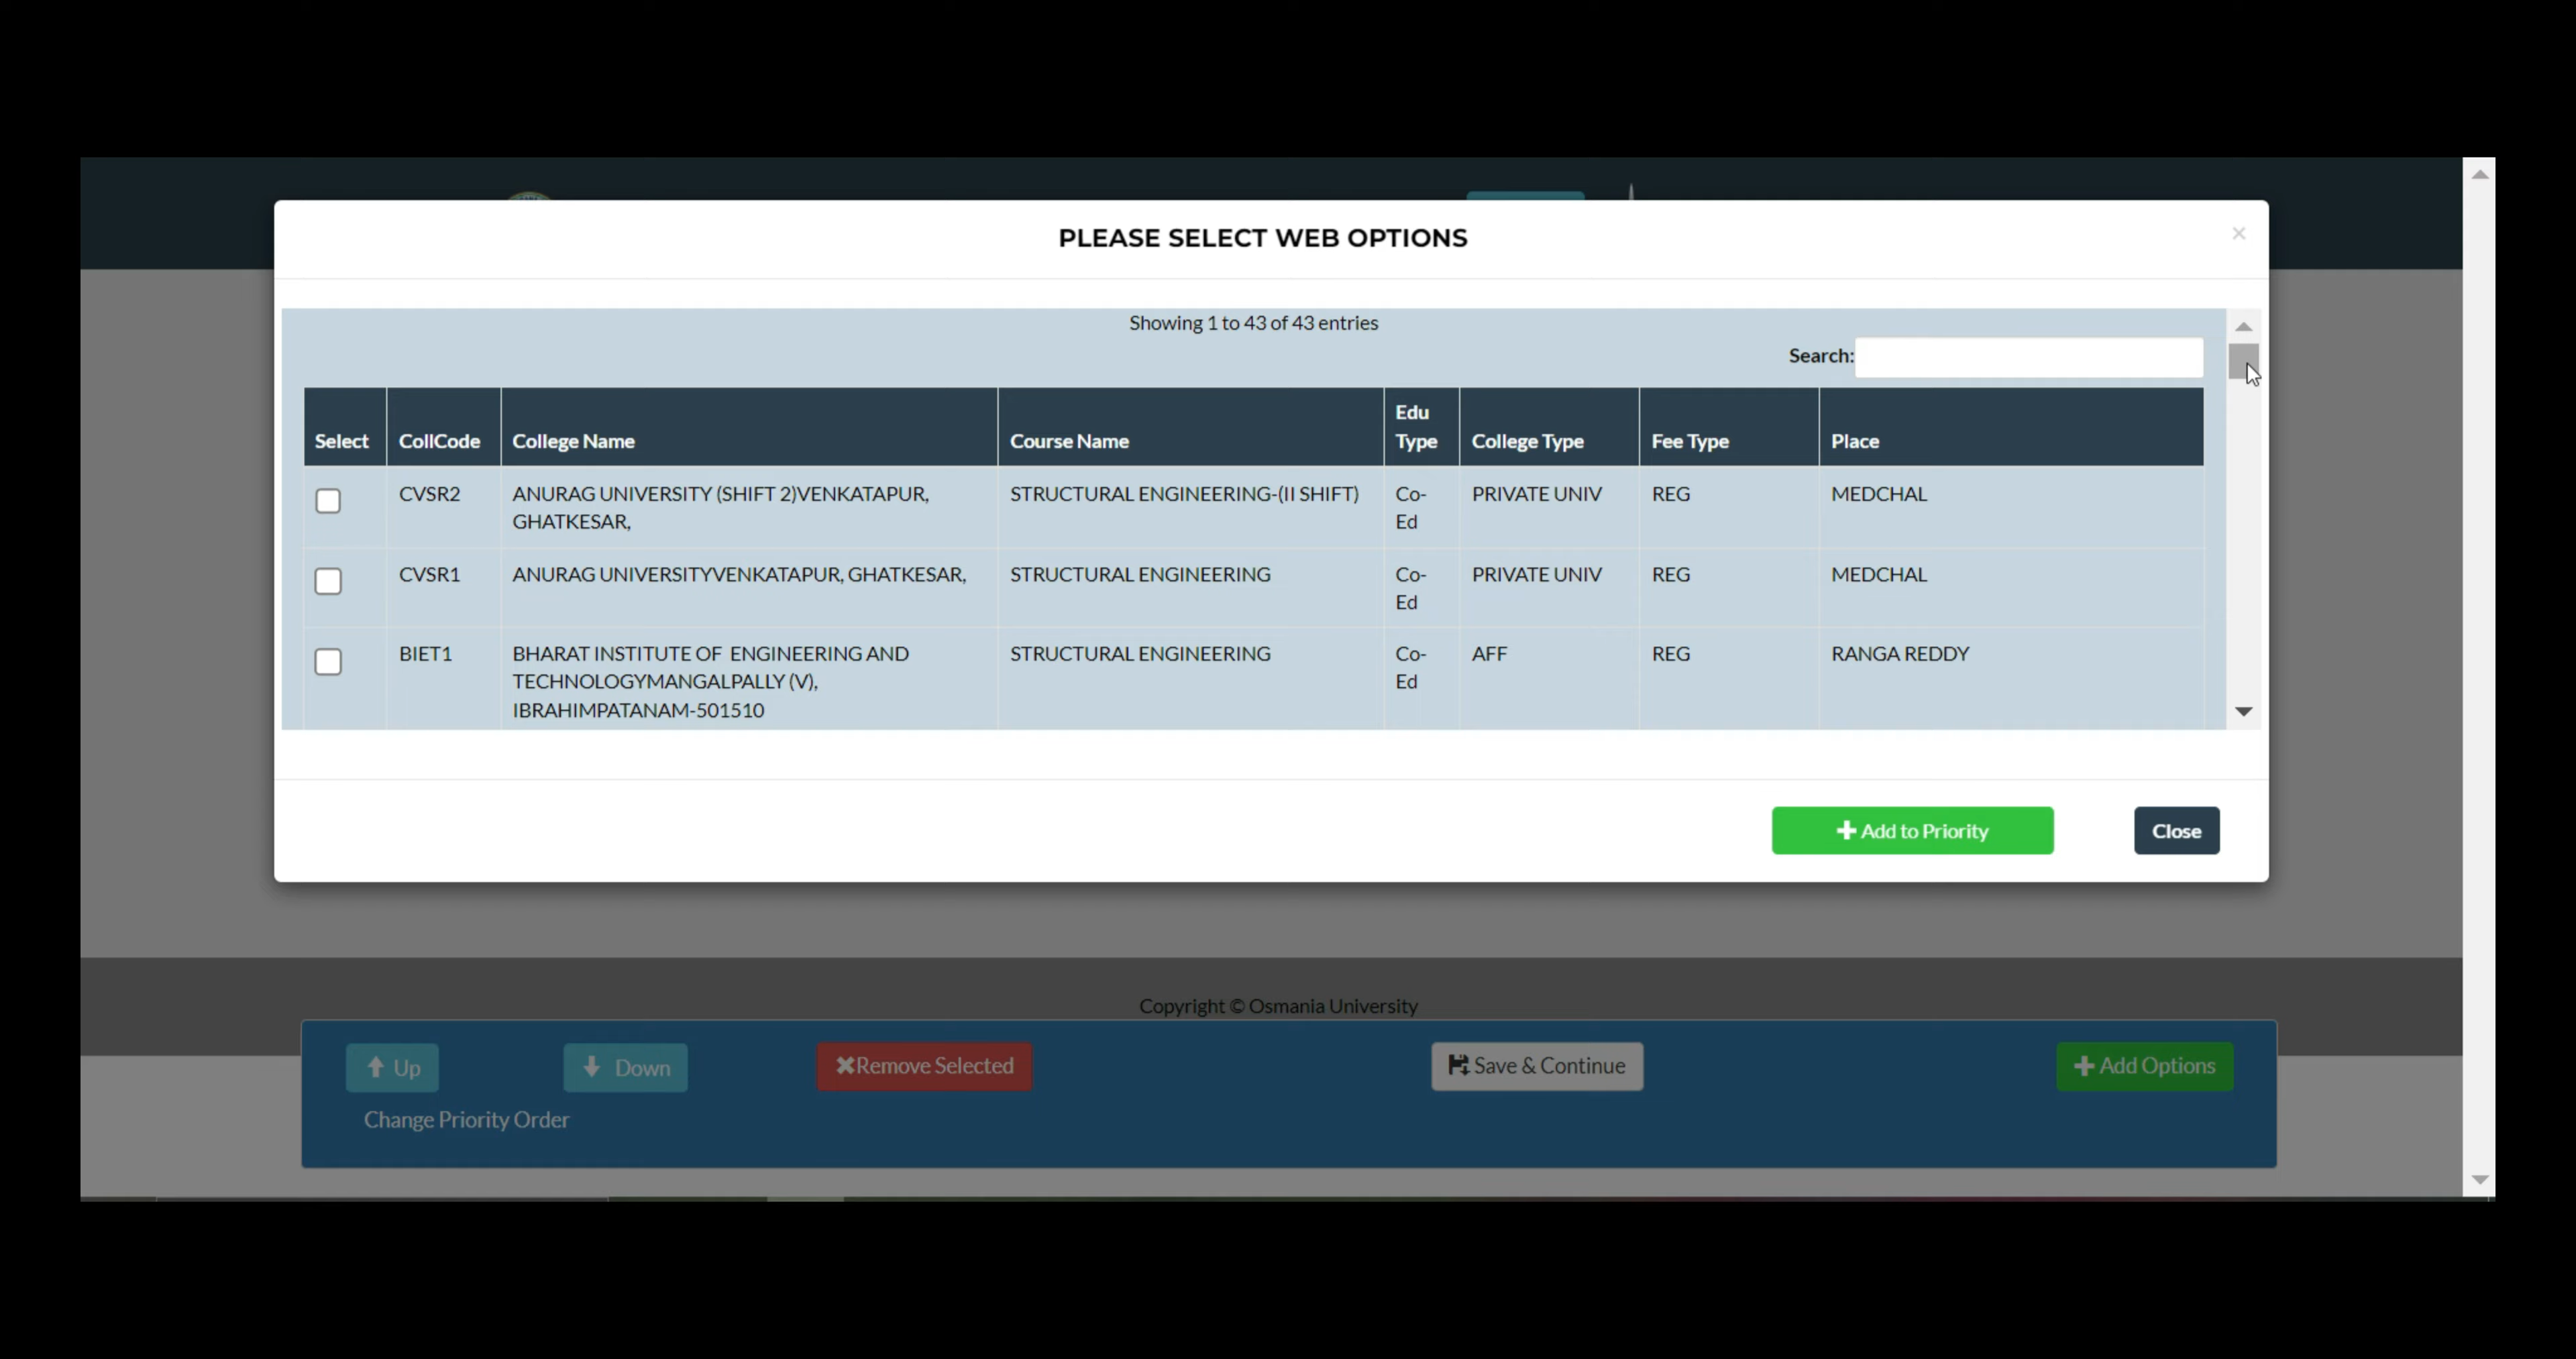 PLEASE SELECT WEB OPTIONS
×
Showing 1 to 43 of 43 entries
Search:
Select CollCode College Name Course Name Edu Type College Type Fee Type Place
CVSR2 ANURAG UNIVERSITY (SHIFT 2)VENKATAPUR, STRUCTURAL ENGINEERING-(II SHIFT) Co- PRIVATE UNIV REG MEDCHAL
GHATKESAR, Ed
CVSR1 ANURAG UNIVERSITYVENKATAPUR, GHATKESAR, STRUCTURAL ENGINEERING Co- PRIVATE UNIV REG MEDCHAL
Ed
BIET1 BHARAT INSTITUTE OF ENGINEERING AND STRUCTURAL ENGINEERING Co- AFF REG RANGA REDDY
TECHNOLOGYMANGALPALLY (V), Ed
IBRAHIMPATANAM-501510
Add to Priority Close
Copyright © Osmania University
Up Down Remove Selected Save & Continue Add Options
Change Priority Order